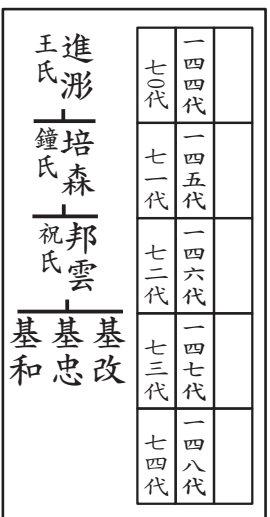 一四四代
一四五代
一四六代
一四七代
一四八代
七〇代
七一代
七二代
七三代
七四代
進浵
王氏
培森
鐘氏
邦雲
祝氏
基改
基忠
基和